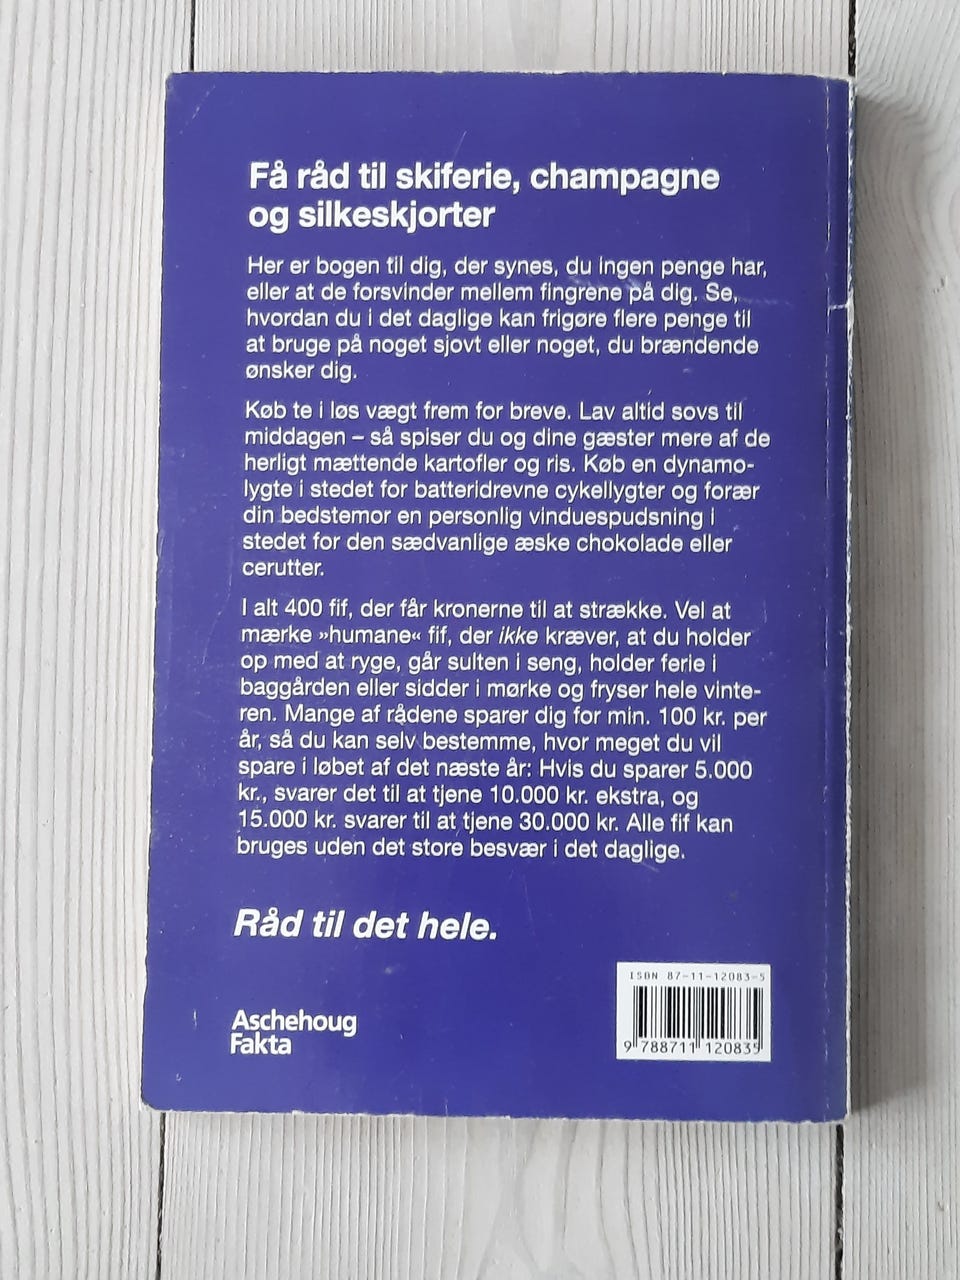 Få råd til skiferie, champagne
og silkeskjorter
Her er bogen til dig, der synes, du ingen penge har,
eller at de forsvinder mellem fingrene på dig. Se,
hvordan du i det daglige kan frigøre flere penge til
at bruge på noget sjovt eller noget, du brændende
ønsker dig.
Køb te i løs vægt frem for breve. Lav altid sovs til
middagen – så spiser du og dine gæster mere af de
herligt mættende kartofler og ris. Køb en dynamo-
lygte i stedet for batteridrevne cykellygter og forær
din bedstemor en personlig vinduespudsning i
stedet for den sædvanlige æske chokolade eller
cerutter.
I alt 400 fif, der får kronerne til at strække. Vel at
mærke »humane« fif, der ikke kræver, at du holder
op med at ryge, går sulten i seng, holder ferie i
baggården eller sidder i mørke og fryser hele vinte-
ren. Mange af rådene sparer dig for min. 100 kr. per
år, så du kan selv bestemme, hvor meget du vil
spare i løbet af det næste år: Hvis du sparer 5.000
kr., svarer det til at tjene 10.000 kr. ekstra, og
15.000 kr. svarer til at tjene 30.000 kr. Alle fif kan
bruges uden det store besvær i det daglige.
Råd til det hele.
ISBN 87-11-12083-5
9 788711 120835
Aschehoug
Fakta